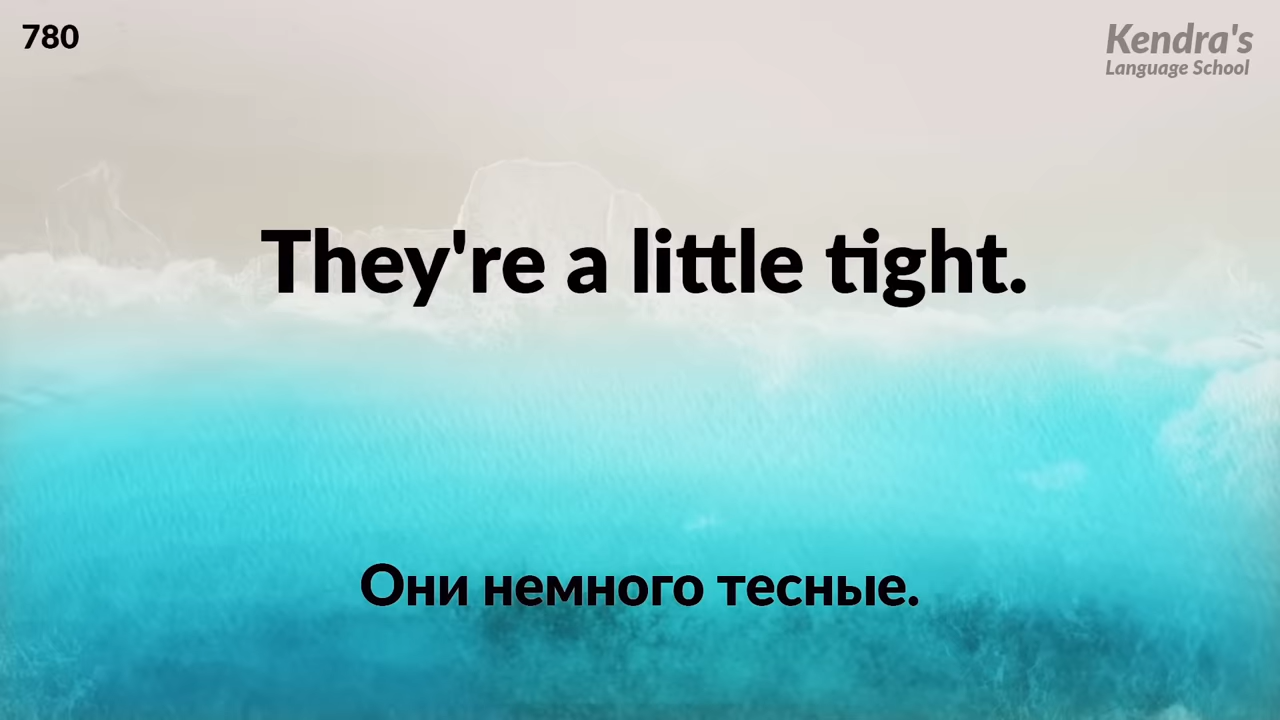 780
Kendra's
Language School
They're a little tight.
Они немного тесные.